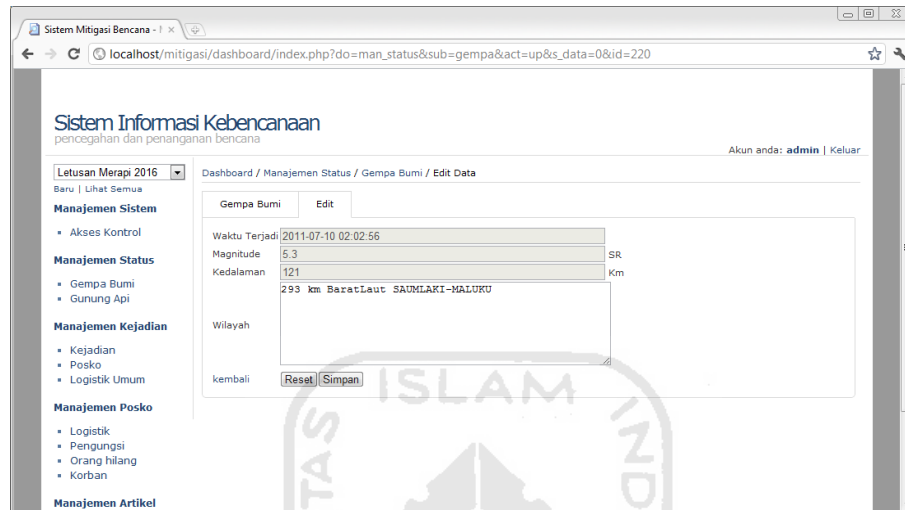 Sistem Mitigasi Bencana -
localhost/mitigasi/dashboard/index.php?do=man_status&sub=gempa&act=up&s_data=0&id=220
Sistem Informasi Kebencanaan
pencegahan dan penanganan bencana
Akun anda: admin | Keluar
Letusan Merapi 2016
Baru | Lihat Semua
Manajemen Sistem
Akses Kontrol
Manajemen Status
Gempa Bumi
Gunung Api
Manajemen Kejadian
Kejadian
Posko
Logistik Umum
Manajemen Posko
Logistik
Pengungsi
Orang hilang
Korban
Manajemen Artikel
Dashboard / Manajemen Status / Gempa Bumi / Edit Data
Gempa Bumi Edit
Waktu Terjadi 2011-07-10 02:02:56
Magnitude 5.3 SR
Kedalaman 121 Km
Wilayah 293 km BaratLaut SAUMLAKI-MALUKU
kembali Reset Simpan
ISLAM
TAS
IND